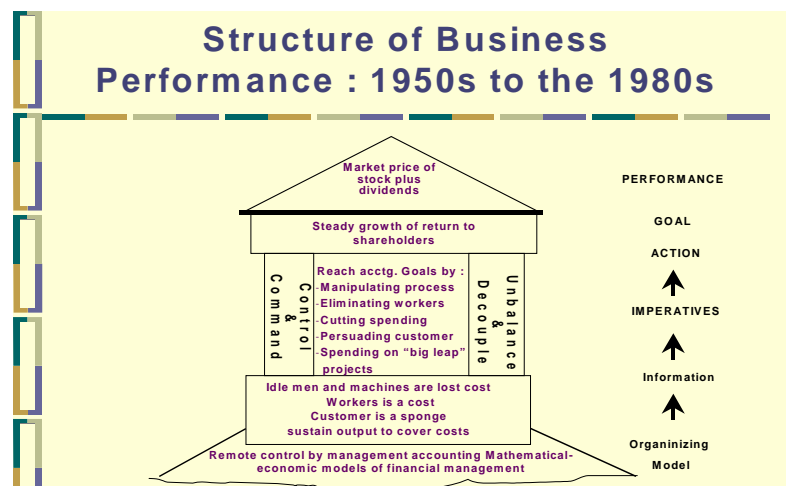 Structure of Business
Performance : 1950s to the 1980s
Market price of
stock plus
dividends
PERFORMANCE
Steady growth of return to
shareholders
GOAL
ACTION
Command
&
Control
Reach acctg. Goals by :
-Manipulating process
-Eliminating workers
-Cutting spending
-Persuading customer
-Spending on “big leap”
projects
Decouple
&
Unbalance
IMPERATIVES
Idle men and machines are lost cost
Workers is a cost
Customer is a sponge
sustain output to cover costs
Information
Remote control by management accounting Mathematical-
economic models of financial management
Organinizing
Model